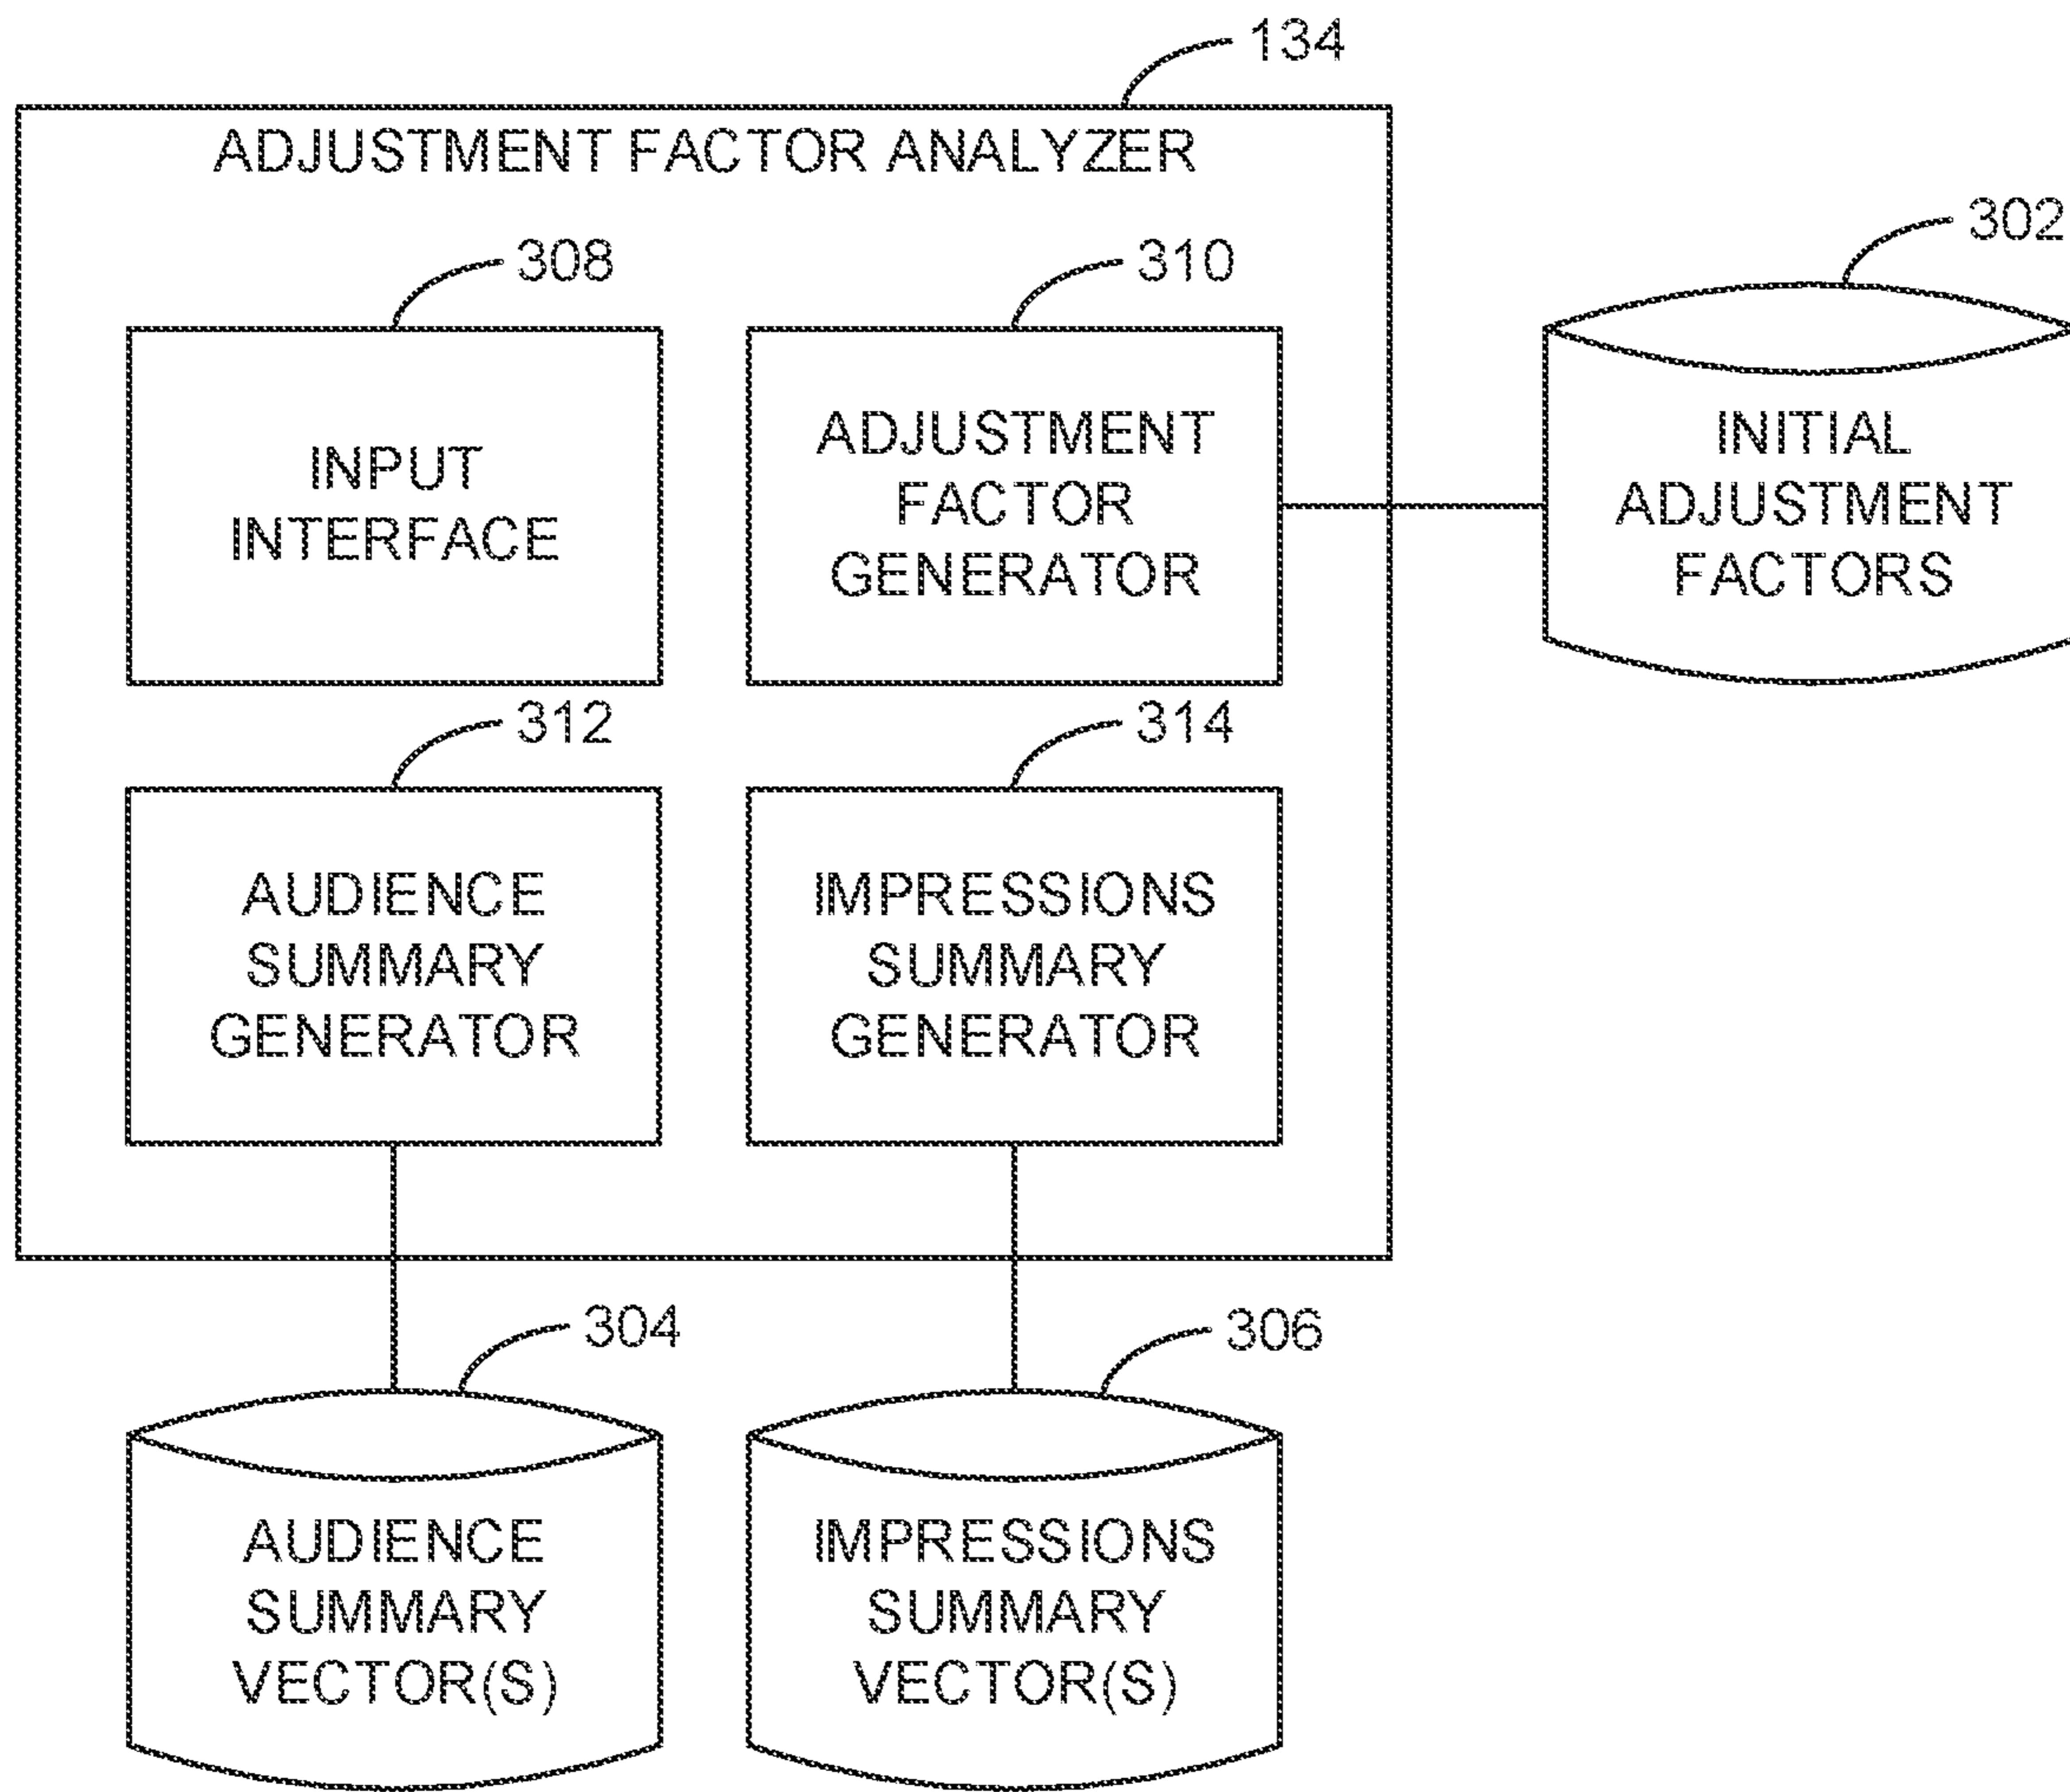 134
ADJUSTMENT FACTOR ANALYZER
302
308
310
INPUT
INTERFACE
ADJUSTMENT
FACTOR
GENERATOR
INITIAL
ADJUSTMENT
FACTORS
312
314
AUDIENCE
SUMMARY
GENERATOR
IMPRESSIONS
SUMMARY
GENERATOR
304
306
AUDIENCE
SUMMARY
VECTOR(S)
IMPRESSIONS
SUMMARY
VECTOR(S)